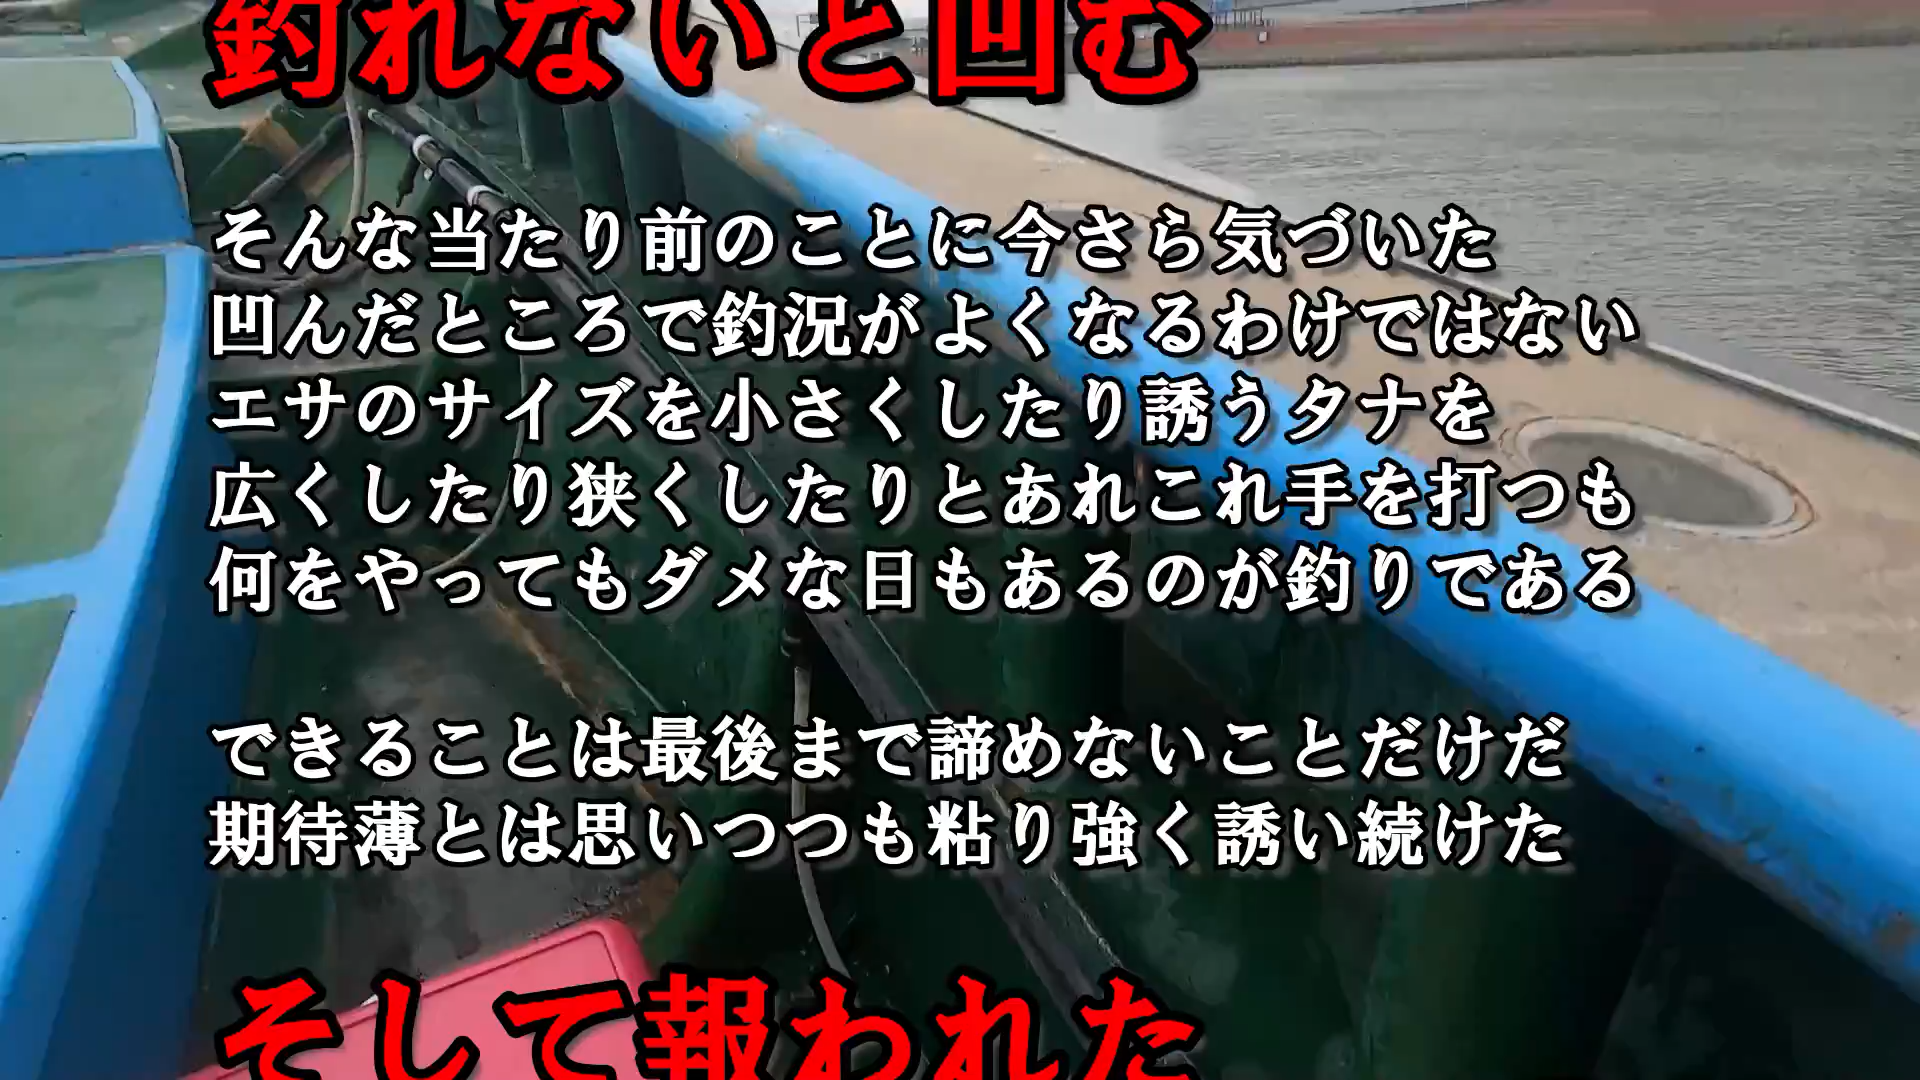 釣れないと凹む
そんな当たり前のことに今さら気づいた
凹んだところで釣況がよくなるわけではない
エサのサイズを小さくしたり誘うタナを
広くしたり狭くしたりとあれこれ手を打つも
何をやってもダメな日もあるのが釣りである
できることは最後まで諦めないことだけだ
期待薄とは思いつつも粘り強く誘い続けた
そして報われた